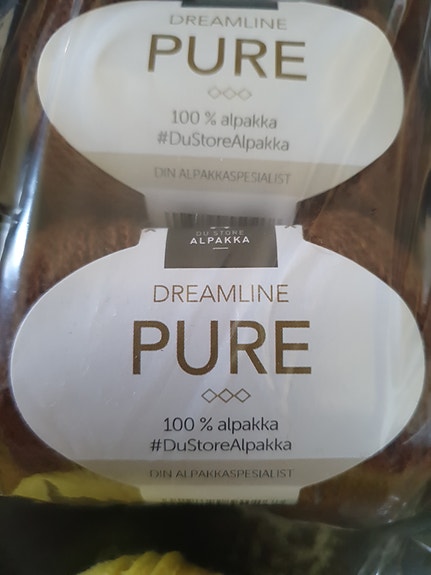 DREAMLINE
PURE
100 % alpakka
#DuStoreAlpakka
DIN ALPAKKASPESIALIST
DU STORE
ALPAKKA
DREAMLINE
PURE
100 % alpakka
#DuStoreAlpakka
DIN ALPAKKASPESIALIST